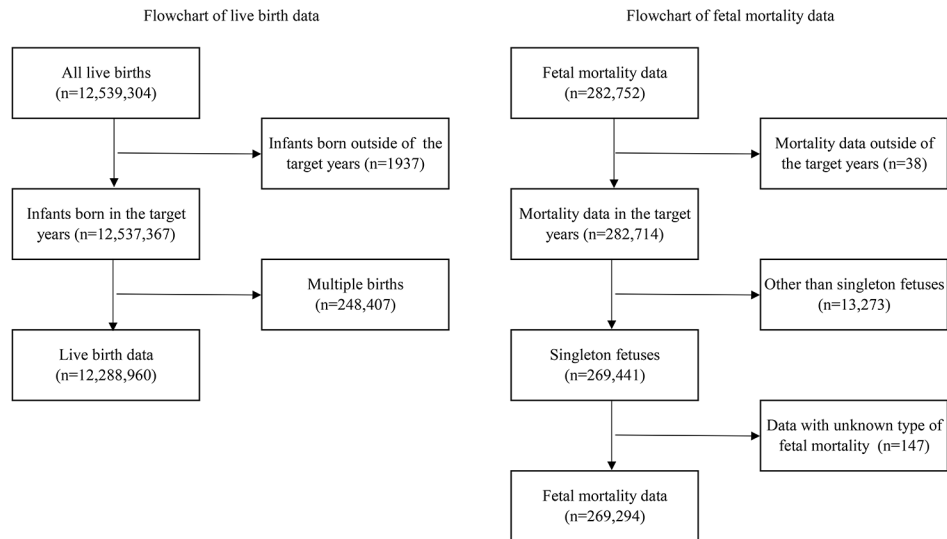 Flowchart of live birth data
All live births
(n=12,539,304)
Infants born outside of the
target years (n=1937)
Infants born in the target
years (n=12,537,367)
Multiple births
(n=248,407)
Live birth data
(n=12,288,960)
Flowchart of fetal mortality data
Fetal mortality data
(n=282,752)
Mortality data outside
of the target years (n=38)
Mortality data in the target
years (n=282,714)
Other than singleton fetuses
(n=13,273)
Singleton fetuses
(n=269,441)
Data with unknown type of
fetal mortality (n=147)
Fetal mortality data
(n=269,294)